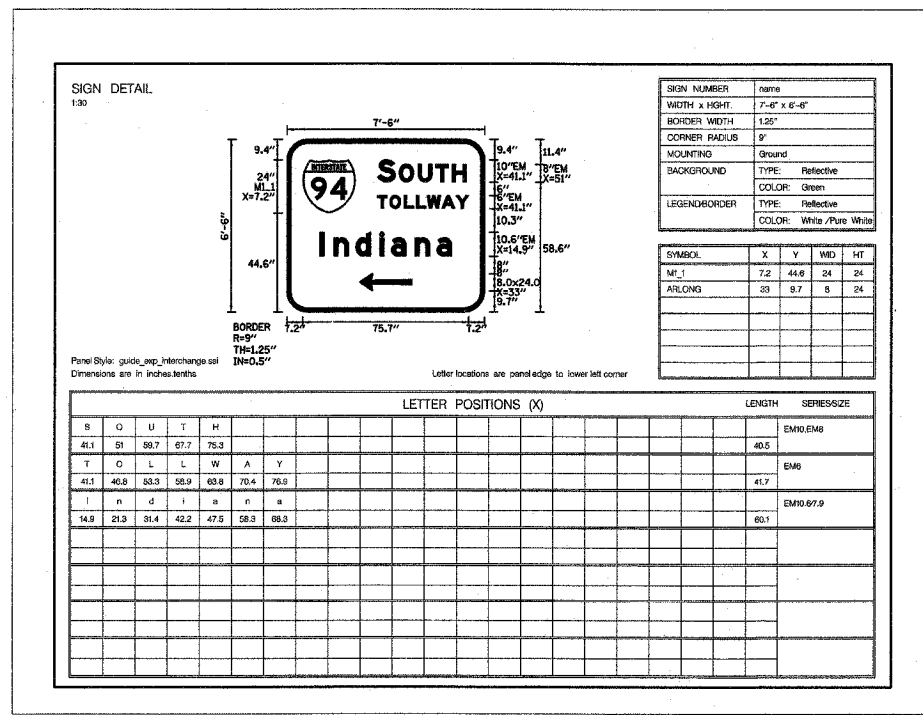 SIGN DETAIL
1:30
7'-6"
6'-6"
9.4"
24"
M1_1
X=7.2"
44.6"
INTERSTATE
94
SOUTH
TOLLWAY
Indiana
9.4"
10"EM
X=41.1"
6"
6"EM
X=41.1"
10.3"
10.6"EM
X=14.9"
8"
8"
8.0x24.0
X=33"
9.7"
11.4"
8"EM
X=51"
58.6"
7.2" 75.7" 7.2"
BORDER
R=9"
TH=1.25"
IN=0.5"
Panel Style: guide_exp_interchange.ssi
Dimensions are in inches.tenths
Letter locations are panel edge to lower left corner
SIGN NUMBER name
WIDTH x HGHT. 7'-6" x 6'-6"
BORDER WIDTH 1.25"
CORNER RADIUS 9"
MOUNTING Ground
BACKGROUND TYPE: Reflective
COLOR: Green
LEGEND/BORDER TYPE: Reflective
COLOR: White /Pure White
SYMBOL X Y WID HT
M1_1 7.2 44.6 24 24
ARLONG 33 9.7 8 24
LETTER POSITIONS (X) LENGTH SERIES/SIZE
S O U T H EM10,EM8
41.1 51 59.7 67.7 75.3 40.5
T O L L W A Y EM6
41.1 46.8 53.3 58.9 63.8 70.4 76.9 41.7
I n d i a n a EM10.6/7.9
14.9 21.3 31.4 42.2 47.5 58.3 68.3 60.1